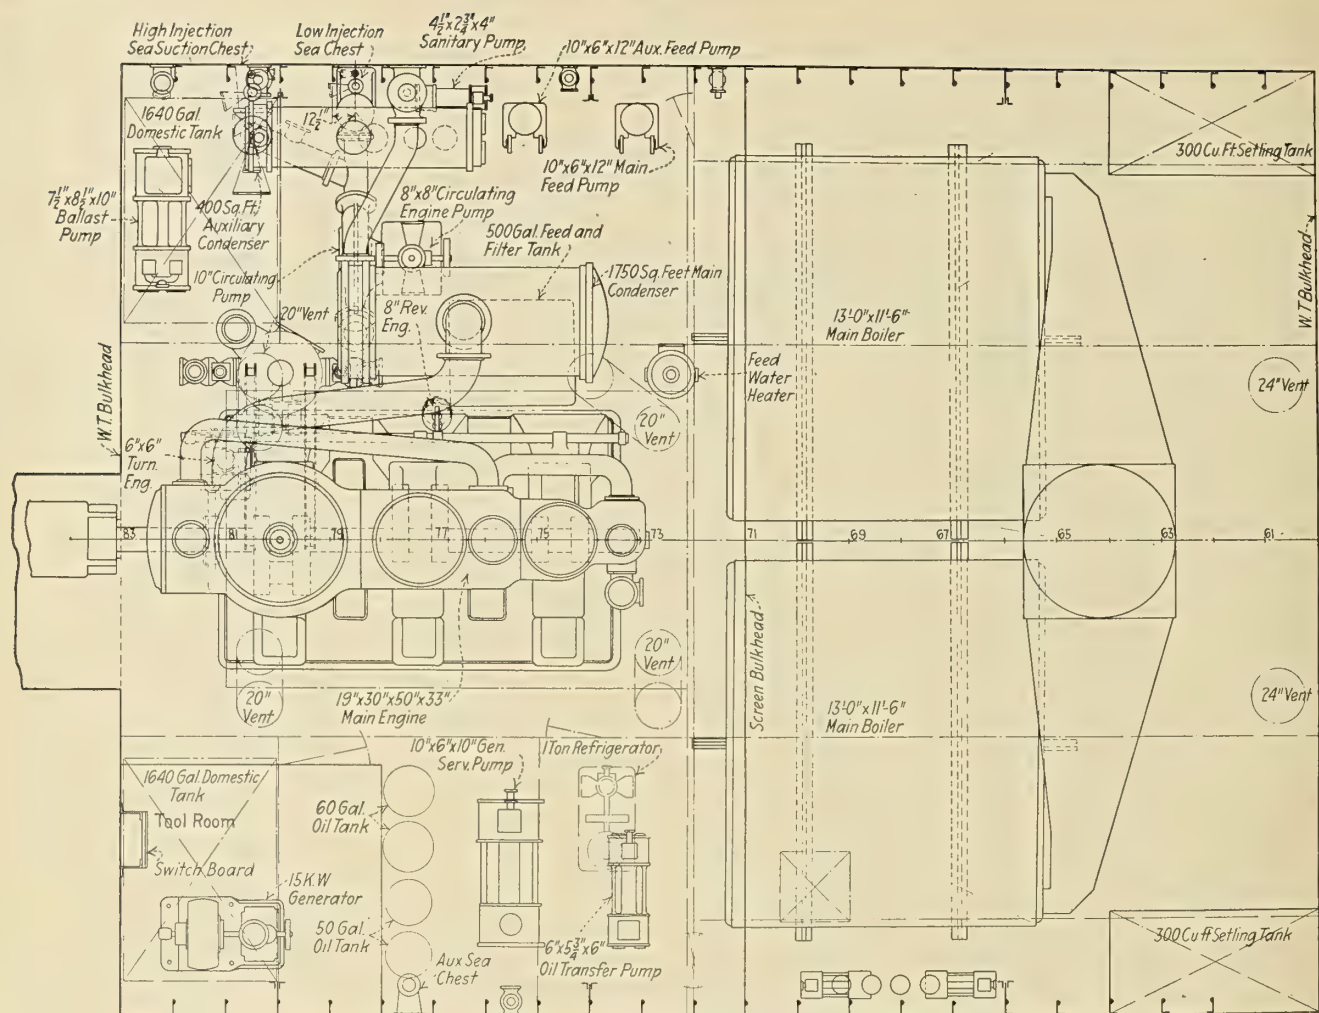 High Injection
Sea Suction Chest
Low Injection
Sea Chest
4½"x2¾"x4"
Sanitary Pump
10"x6"x12" Aux. Feed Pump
1640 Gal.
Domestic Tank
12½"
10"x6"x12" Main
Feed Pump
300 Cu. Ft Settling Tank
7½"x8½"x10"
Ballast
Pump
400 Sq. Ft.
Auxiliary
Condenser
8"x8" Circulating
Engine Pump
500 Gal. Feed and
Filter Tank
10" Circulating
Pump
1750 Sq. Feet Main
Condenser
W.T. Bulkhead
20" Vent
8" Rev.
Eng.
13'-0"x11'-6"
Main Boiler
Feed
Water
Heater
24" Vent
W.T. Bulkhead
20"
Vent
6"x6"
Turn.
Eng.
83
81
79
77
75
73
71
69
67
65
63
61
Screen Bulkhead
20"
Vent
20"
Vent
19"x30"x50"x33"
Main Engine
13'-0"x11'-6"
Main Boiler
24" Vent
10"x6"x10" Gen.
Serv. Pump
1 Ton Refrigerator
1640 Gal. Domestic
Tank
Tool Room
60 Gal.
Oil Tank
Switch Board
15 K.W
Generator
50 Gal.
Oil Tank
Aux Sea
Chest
6"x5¾"x6"
Oil Transfer Pump
300 Cu ft Settling Tank